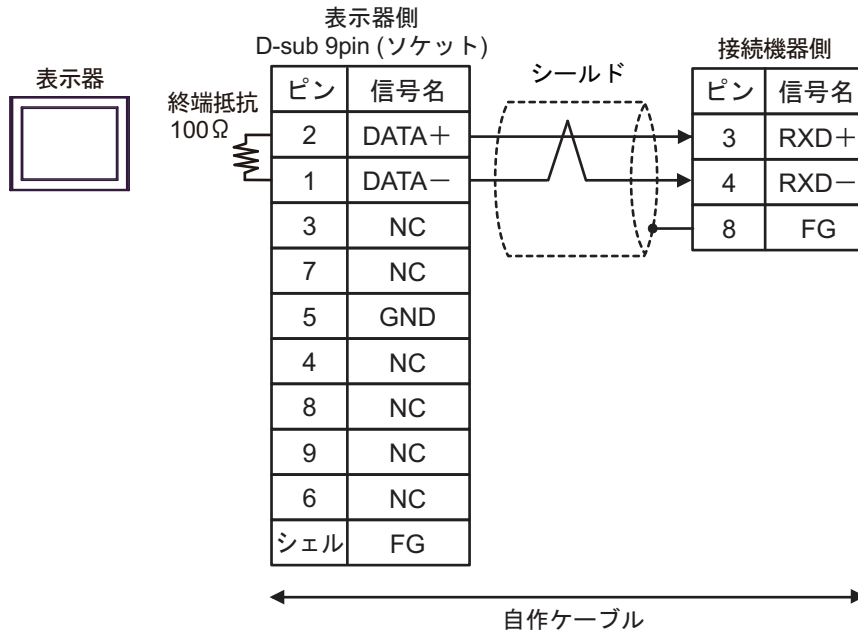 表示器側
D-sub 9pin (ソケット)
表示器
終端抵抗
100Ω
シールド
接続機器側
ピン 信号名
2 DATA+
1 DATA−
3 NC
7 NC
5 GND
4 NC
8 NC
9 NC
6 NC
シェル FG
ピン 信号名
3 RXD+
4 RXD−
8 FG
自作ケーブル